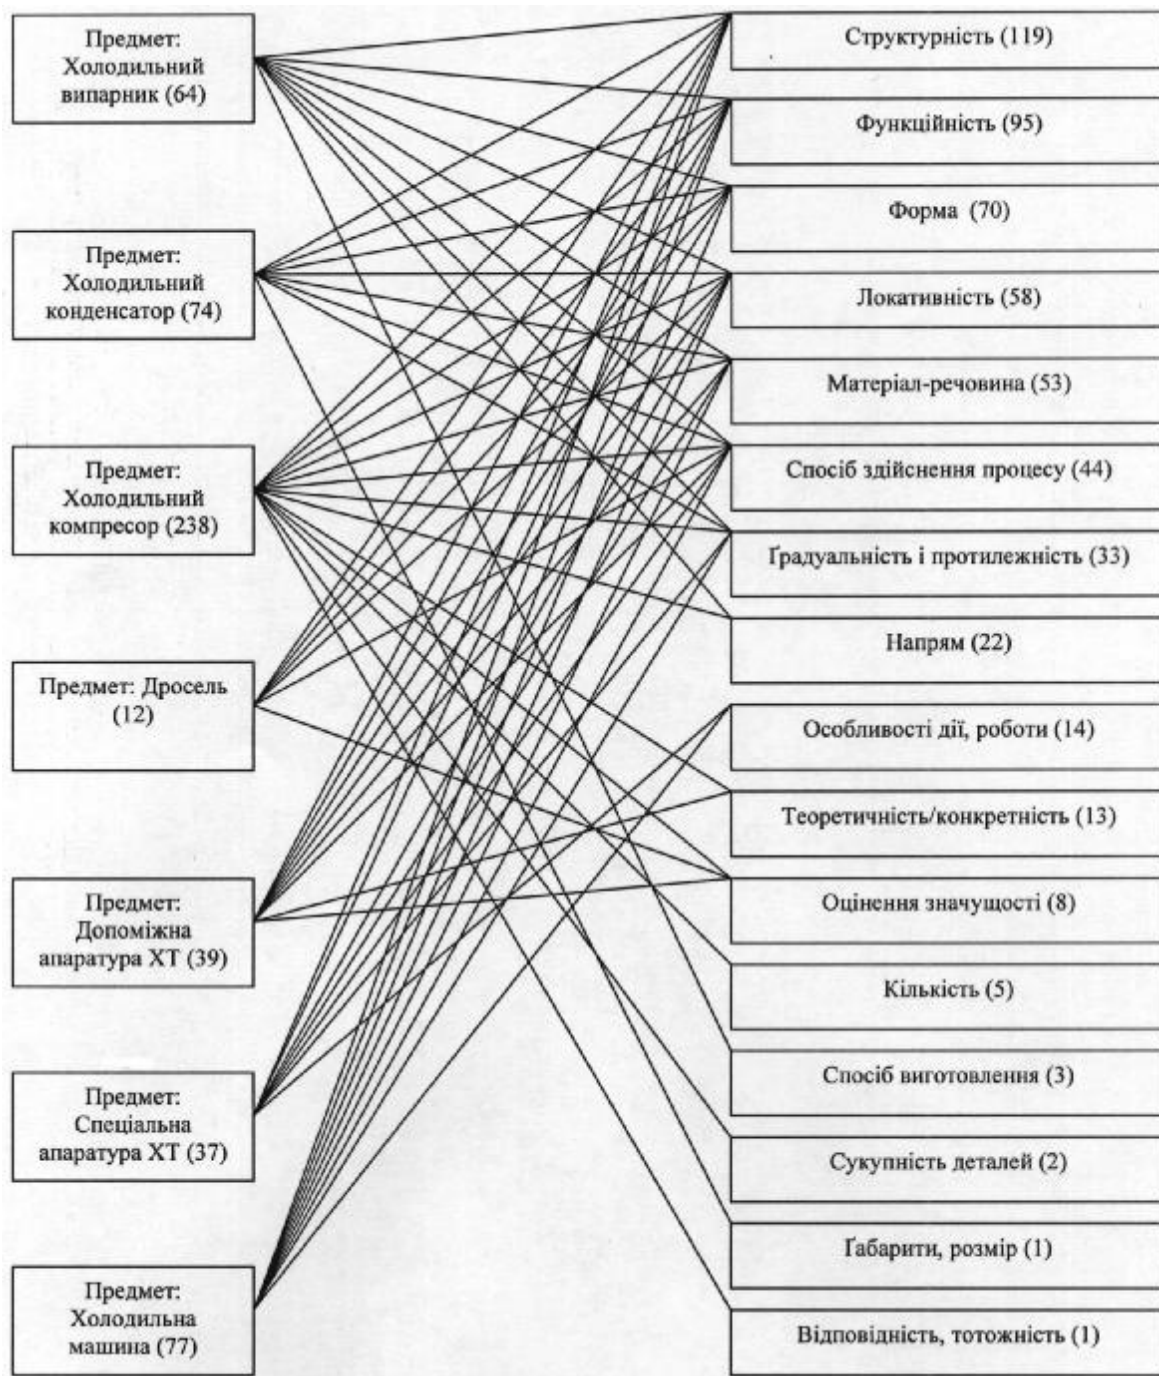 Предмет:
Холодильний
випарник (64)
Предмет:
Холодильний
конденсатор (74)
Предмет:
Холодильний
компресор (238)
Предмет: Дросель
(12)
Предмет:
Допоміжна
апаратура ХТ (39)
Предмет:
Спеціальна
апаратура ХТ (37)
Предмет:
Холодильна
машина (77)
Структурність (119)
Функційність (95)
Форма (70)
Локативність (58)
Матеріал-речовина (53)
Спосіб здійснення процесу (44)
Ґрадуальність і протилежність (33)
Напрям (22)
Особливості дії, роботи (14)
Теоретичність/конкретність (13)
Оцінення значущості (8)
Кількість (5)
Спосіб виготовлення (3)
Сукупність деталей (2)
Ґабарити, розмір (1)
Відповідність, тотожність (1)